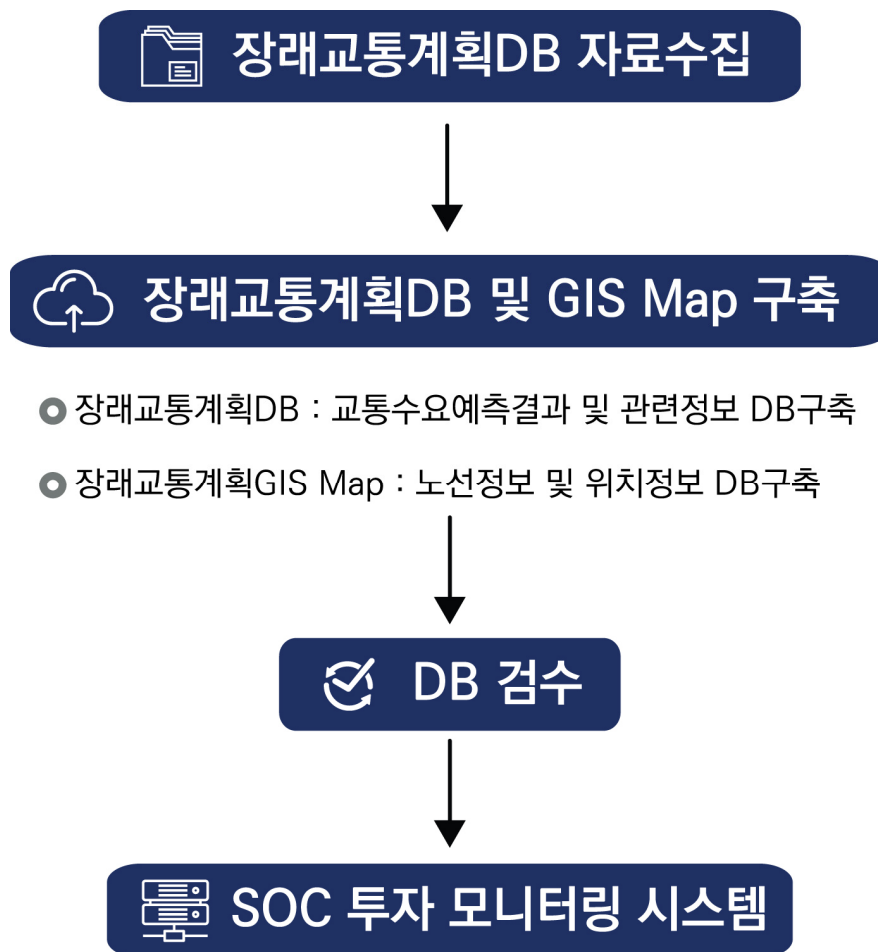 장래교통계획DB 자료수집
장래교통계획DB 및 GIS Map 구축
장래교통계획DB : 교통수요예측결과 및 관련정보 DB구축
장래교통계획GIS Map : 노선정보 및 위치정보 DB구축
DB 검수
SOC 투자 모니터링 시스템